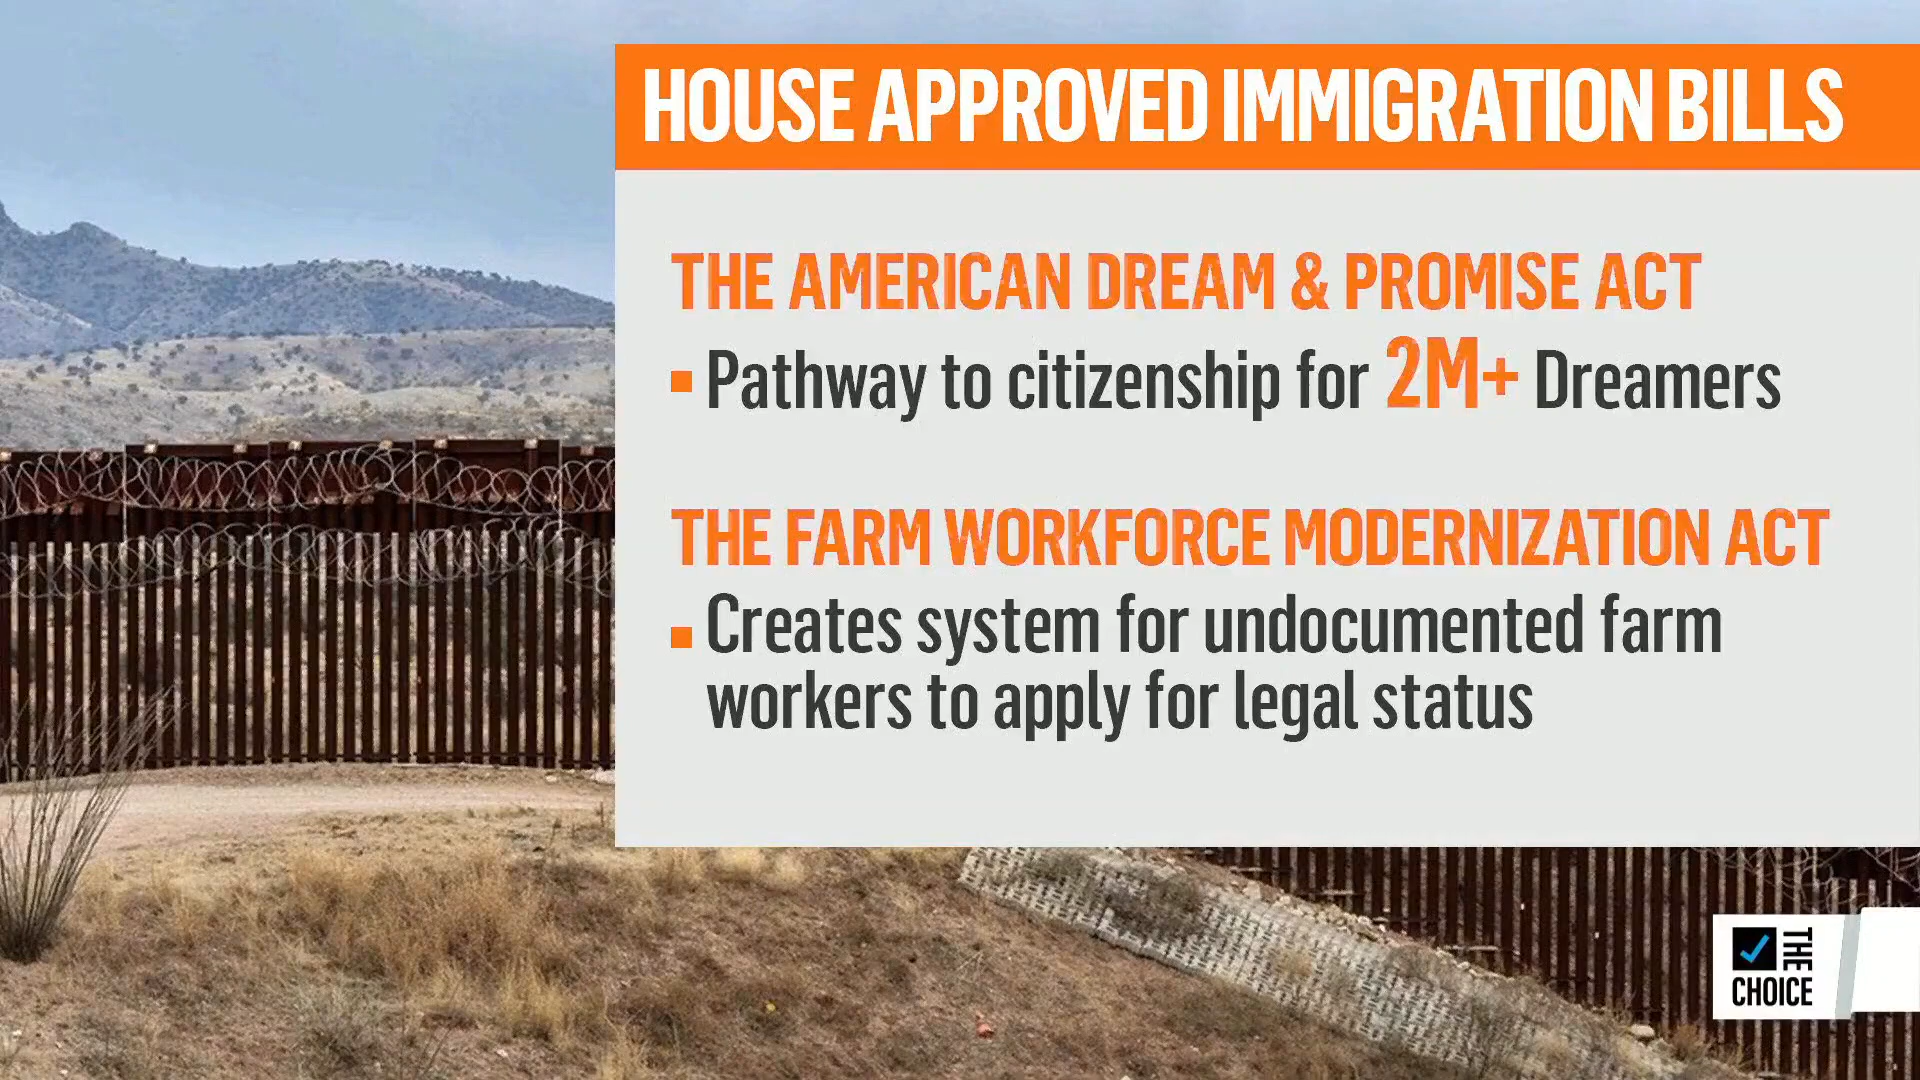 HOUSE APPROVED IMMIGRATION BILLS
THE AMERICAN DREAM & PROMISE ACT
Pathway to citizenship for 2M+ Dreamers
THE FARM WORKFORCE MODERNIZATION ACT
Creates system for undocumented farm
workers to apply for legal status
THE
CHOICE